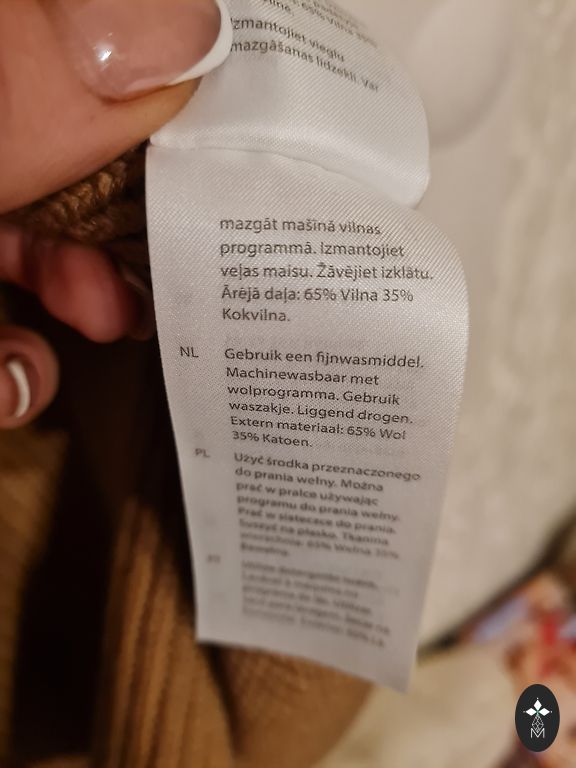 Izmantojiet vieglu
mazgāšanas līdzekli. Var
mazgāt mašīnā vilnas
programmā. Izmantojiet
veļas maisu. Žāvējiet izklātu.
Ārējā daļa: 65% Vilna 35%
Kokvilna.
NL Gebruik een fijnwasmiddel.
Machinewasbaar met
wolprogramma. Gebruik
waszakje. Liggend drogen.
Extern materiaal: 65% Wol
35% Katoen.
PL Użyć środka przeznaczonego
do prania wełny. Można
prać w pralce używając
programu do prania wełny.
Prać w siateczce do prania.
Suszyć na płasko. Tkanina
65% Wełna 35%
Bawełna.
PT
M